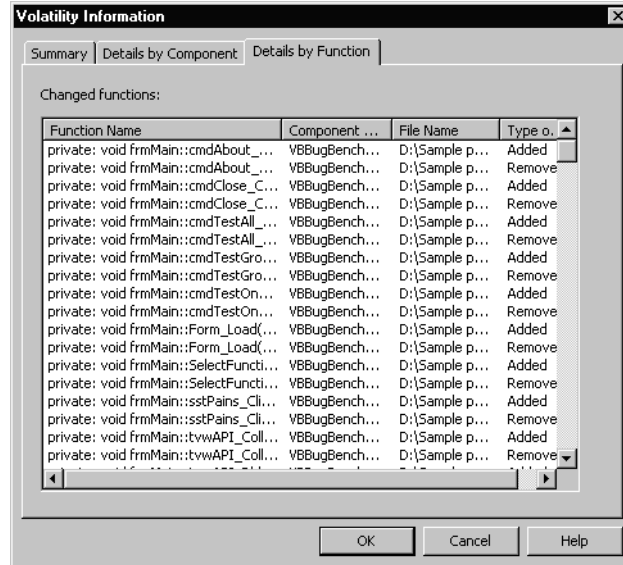 Volatility Information
Summary Details by Component Details by Function
Changed functions:
Function Name Component ... File Name Type o.
private: void frmMain::cmdAbout_... VBBugBench... D:\Sample p... Added
private: void frmMain::cmdAbout_... VBBugBench... D:\Sample p... Remove
private: void frmMain::cmdClose_C... VBBugBench... D:\Sample p... Added
private: void frmMain::cmdClose_C... VBBugBench... D:\Sample p... Remove
private: void frmMain::cmdTestAll_... VBBugBench... D:\Sample p... Added
private: void frmMain::cmdTestAll_... VBBugBench... D:\Sample p... Remove
private: void frmMain::cmdTestGro... VBBugBench... D:\Sample p... Added
private: void frmMain::cmdTestGro... VBBugBench... D:\Sample p... Remove
private: void frmMain::cmdTestOn... VBBugBench... D:\Sample p... Added
private: void frmMain::cmdTestOn... VBBugBench... D:\Sample p... Remove
private: void frmMain::Form_Load(... VBBugBench... D:\Sample p... Added
private: void frmMain::Form_Load(... VBBugBench... D:\Sample p... Remove
private: void frmMain::SelectFuncti... VBBugBench... D:\Sample p... Added
private: void frmMain::SelectFuncti... VBBugBench... D:\Sample p... Remove
private: void frmMain::sstPains_Cli... VBBugBench... D:\Sample p... Added
private: void frmMain::sstPains_Cli... VBBugBench... D:\Sample p... Remove
private: void frmMain::tvwAPI_Coll... VBBugBench... D:\Sample p... Added
private: void frmMain::tvwAPI_Coll... VBBugBench... D:\Sample p... Remove
OK Cancel Help